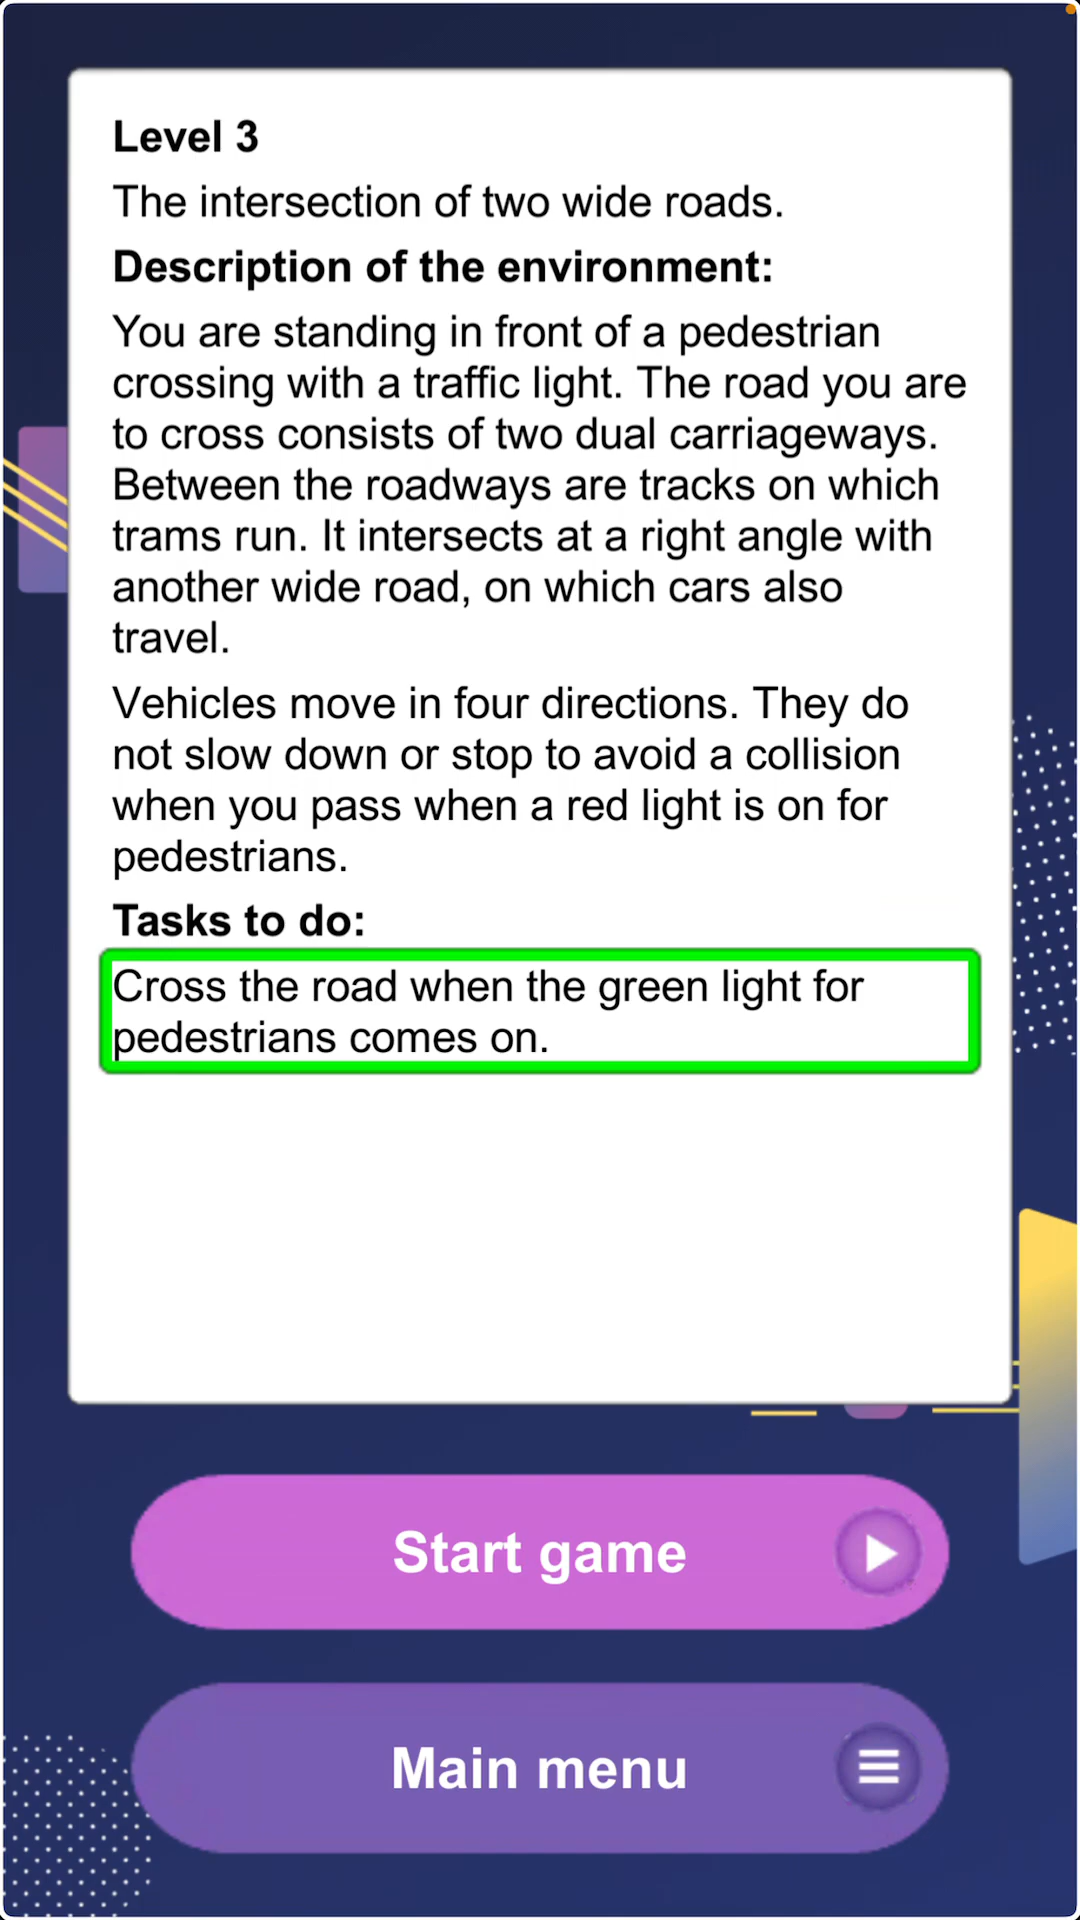 Level 3
The intersection of two wide roads.
Description of the environment:
You are standing in front of a pedestrian
crossing with a traffic light. The road you are
to cross consists of two dual carriageways.
Between the roadways are tracks on which
trams run. It intersects at a right angle with
another wide road, on which cars also
travel.
Vehicles move in four directions. They do
not slow down or stop to avoid a collision
when you pass when a red light is on for
pedestrians.
Tasks to do:
Cross the road when the green light for
pedestrians comes on.
Start game
Main menu